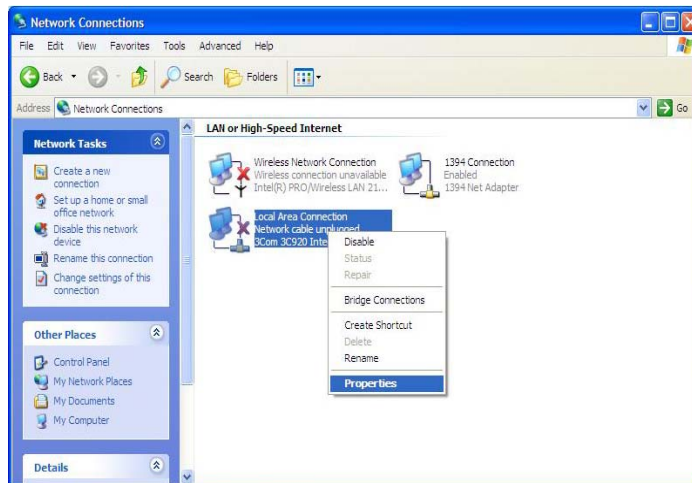 Network Connections
File Edit View Favorites Tools Advanced Help
Back Search Folders
Address Network Connections Go
Network Tasks
Create a new
connection
Set up a home or small
office network
Disable this network
device
Rename this connection
Change settings of this
connection
Other Places
Control Panel
My Network Places
My Documents
My Computer
Details
LAN or High-Speed Internet
Wireless Network Connection
Wireless connection unavailable
Intel(R) PRO/Wireless LAN 21...
1394 Connection
Enabled
1394 Net Adapter
Local Area Connection
Network cable unplugged
3Com 3C920 Inte
Disable
Status
Repair
Bridge Connections
Create Shortcut
Delete
Rename
Properties